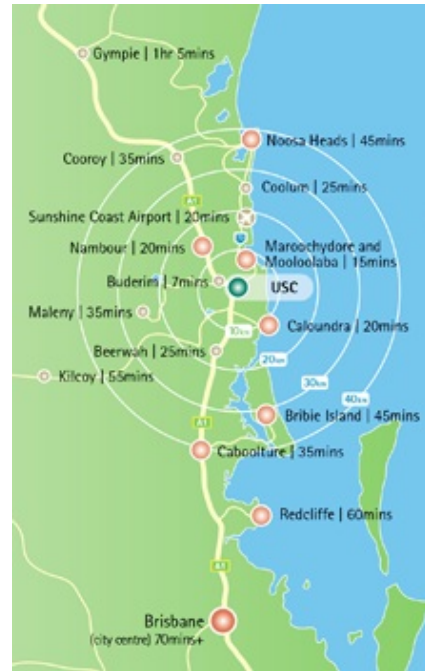 Gympie | 1hr 5mins
Noosa Heads | 45mins
Cooroy | 35mins
Coolum | 25mins
A1
Sunshine Coast Airport | 20mins
Nambour | 20mins
Maroochydore and
Mooloolaba | 15mins
Buderim | 7mins
USC
Maleny | 35mins
10km
Caloundra | 20mins
Beerwah | 25mins
20km
Kilcoy | 55mins
30km
40km
Bribie Island | 45mins
A1
Caboolture | 35mins
Redcliffe | 60mins
A1
Brisbane
(city centre) 70mins+